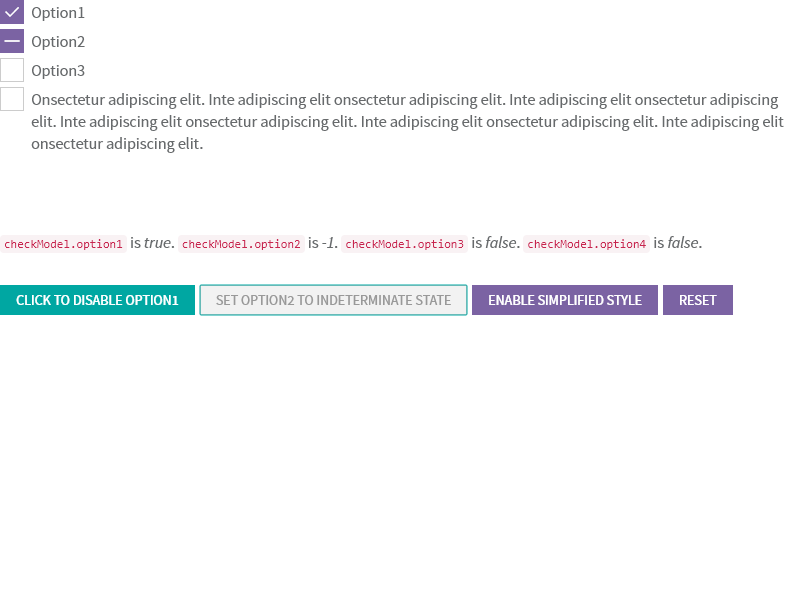 Option1
Option2
Option3
Onsectetur adipiscing elit. Inte adipiscing elit onsectetur adipiscing elit. Inte adipiscing elit onsectetur adipiscing
elit. Inte adipiscing elit onsectetur adipiscing elit. Inte adipiscing elit onsectetur adipiscing elit. Inte adipiscing elit
onsectetur adipiscing elit.
checkModel.option1 is true. checkModel.option2 is -1. checkModel.option3 is false. checkModel.option4 is false.
CLICK TO DISABLE OPTION1 SET OPTION2 TO INDETERMINATE STATE ENABLE SIMPLIFIED STYLE RESET